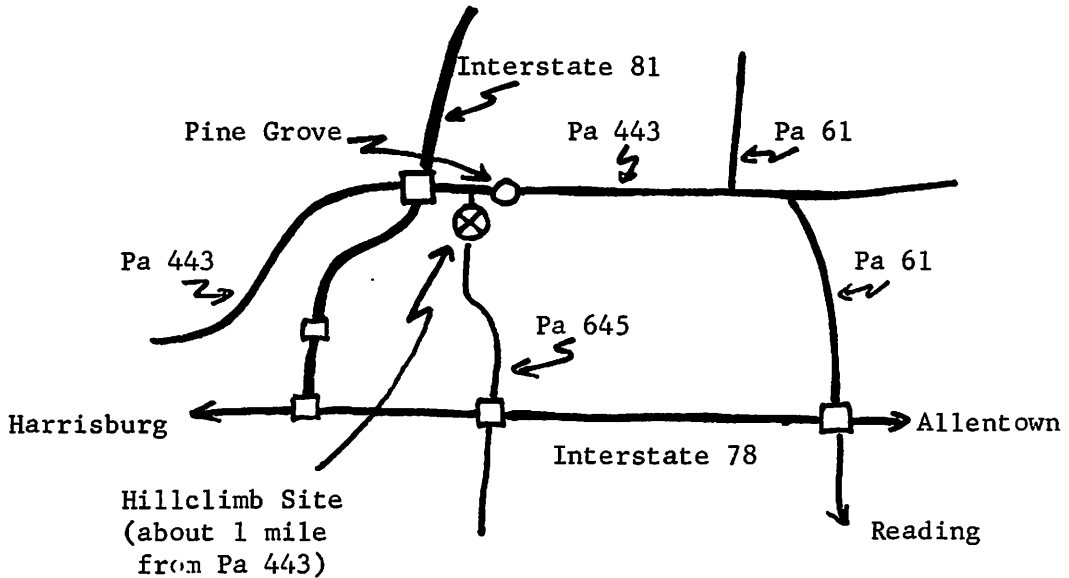 Interstate 81
Pine Grove
Pa 443
Pa 61
Pa 443
Pa 61
Pa 645
Harrisburg
Allentown
Interstate 78
Hillclimb Site
(about 1 mile
from Pa 443)
Reading